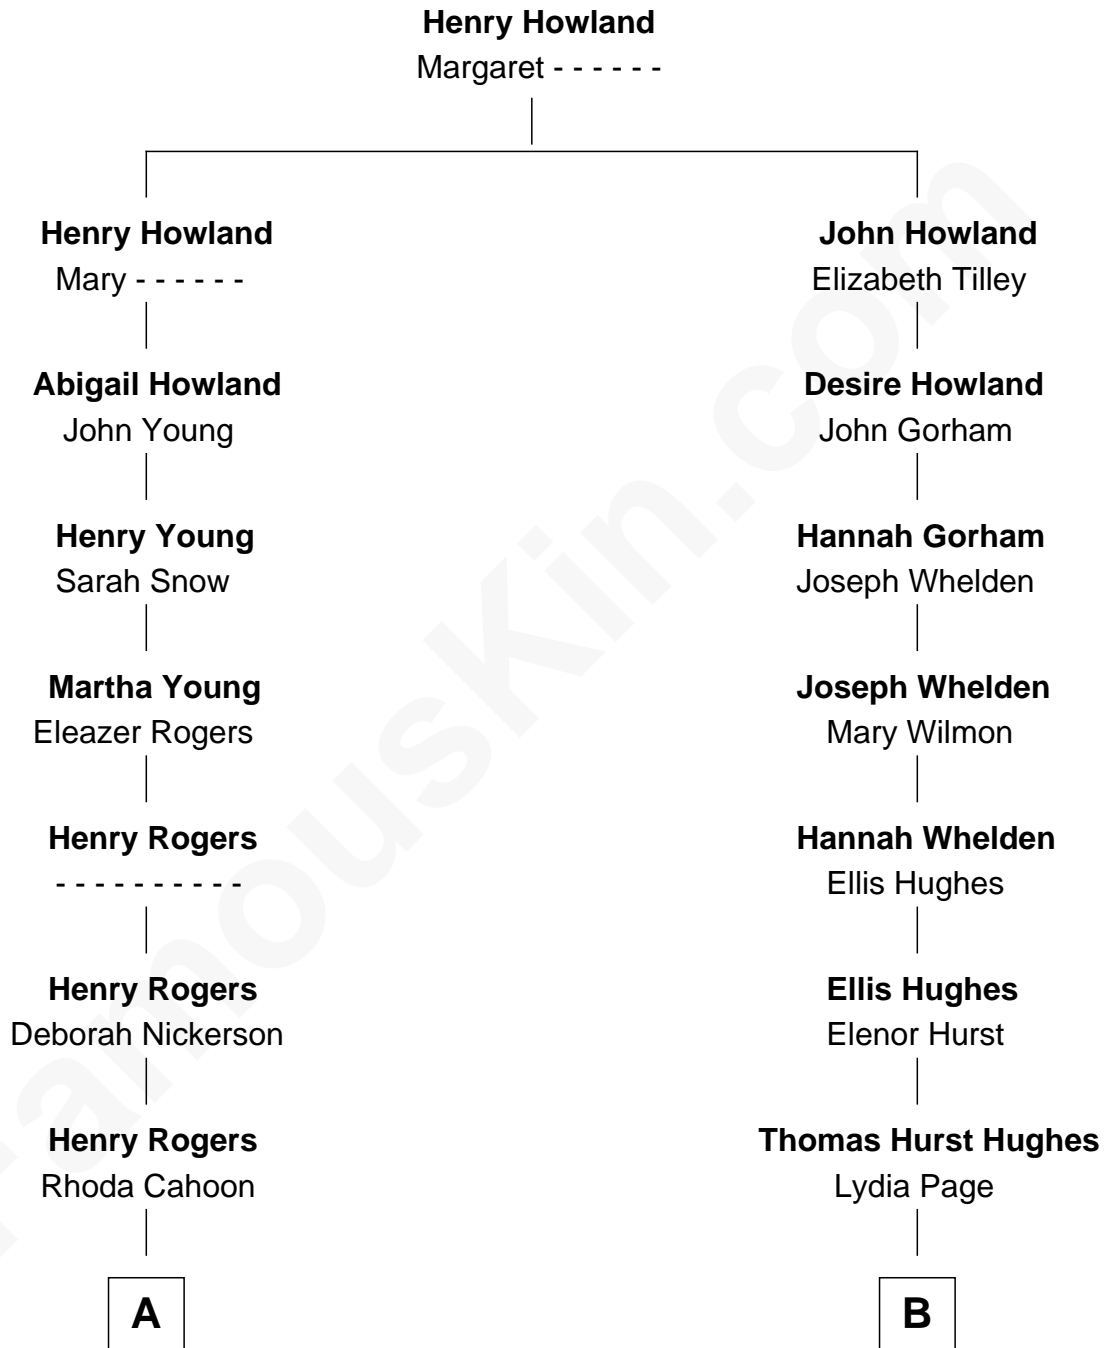 Henry Howland
Margaret - - - - - -
Henry Howland
Mary - - - - - -
Abigail Howland
John Young
Henry Young
Sarah Snow
Martha Young
Eleazer Rogers
Henry Rogers
- - - - - - - - - -
Henry Rogers
Deborah Nickerson
Henry Rogers
Rhoda Cahoon
A
John Howland
Elizabeth Tilley
Desire Howland
John Gorham
Hannah Gorham
Joseph Whelden
Joseph Whelden
Mary Wilmon
Hannah Whelden
Ellis Hughes
Ellis Hughes
Elenor Hurst
Thomas Hurst Hughes
Lydia Page
B
FamousKin.com